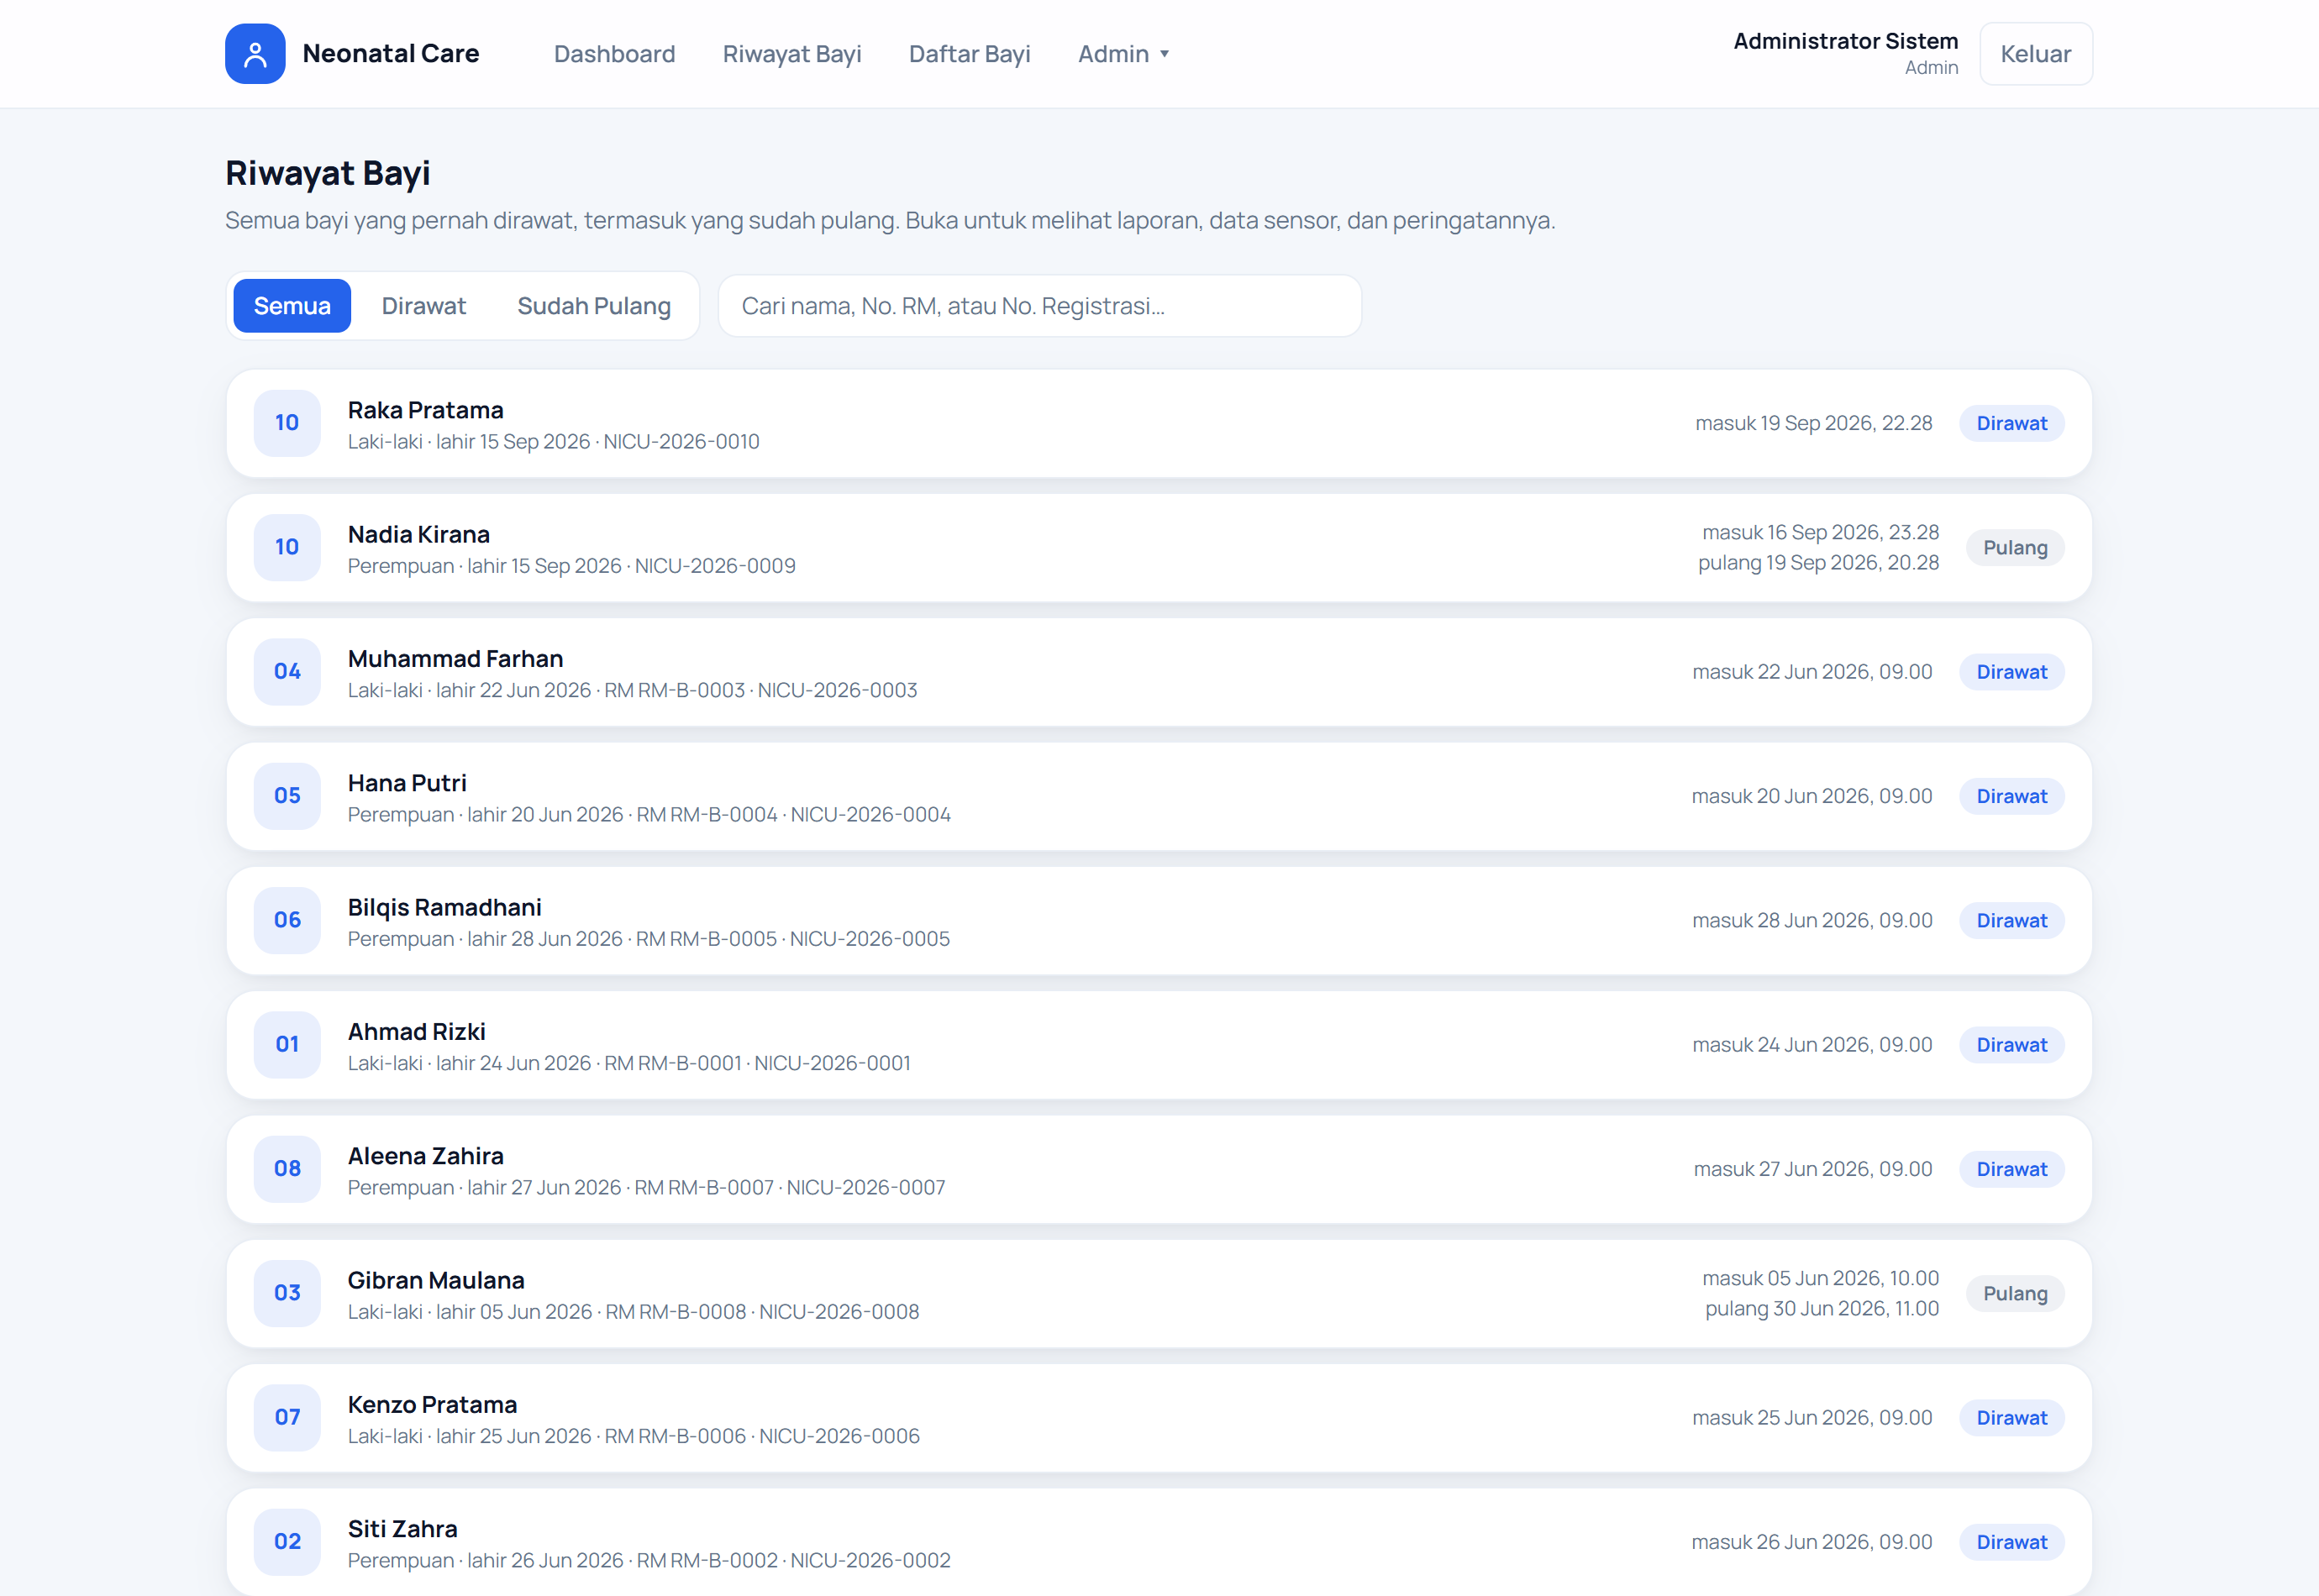 Neonatal Care
Dashboard
Riwayat Bayi
Daftar Bayi
Admin
Administrator Sistem
Admin
Keluar
Riwayat Bayi
Semua bayi yang pernah dirawat, termasuk yang sudah pulang. Buka untuk melihat laporan, data sensor, dan peringatannya.
Semua
Dirawat
Sudah Pulang
Cari nama, No. RM, atau No. Registrasi...
10
Raka Pratama
Laki-laki · lahir 15 Sep 2026 · NICU-2026-0010
masuk 19 Sep 2026, 22.28
Dirawat
10
Nadia Kirana
Perempuan · lahir 15 Sep 2026 · NICU-2026-0009
masuk 16 Sep 2026, 23.28
pulang 19 Sep 2026, 20.28
Pulang
04
Muhammad Farhan
Laki-laki · lahir 22 Jun 2026 · RM RM-B-0003 · NICU-2026-0003
masuk 22 Jun 2026, 09.00
Dirawat
05
Hana Putri
Perempuan · lahir 20 Jun 2026 · RM RM-B-0004 · NICU-2026-0004
masuk 20 Jun 2026, 09.00
Dirawat
06
Bilqis Ramadhani
Perempuan · lahir 28 Jun 2026 · RM RM-B-0005 · NICU-2026-0005
masuk 28 Jun 2026, 09.00
Dirawat
01
Ahmad Rizki
Laki-laki · lahir 24 Jun 2026 · RM RM-B-0001 · NICU-2026-0001
masuk 24 Jun 2026, 09.00
Dirawat
08
Aleena Zahira
Perempuan · lahir 27 Jun 2026 · RM RM-B-0007 · NICU-2026-0007
masuk 27 Jun 2026, 09.00
Dirawat
03
Gibran Maulana
Laki-laki · lahir 05 Jun 2026 · RM RM-B-0008 · NICU-2026-0008
masuk 05 Jun 2026, 10.00
pulang 30 Jun 2026, 11.00
Pulang
07
Kenzo Pratama
Laki-laki · lahir 25 Jun 2026 · RM RM-B-0006 · NICU-2026-0006
masuk 25 Jun 2026, 09.00
Dirawat
02
Siti Zahra
Perempuan · lahir 26 Jun 2026 · RM RM-B-0002 · NICU-2026-0002
masuk 26 Jun 2026, 09.00
Dirawat